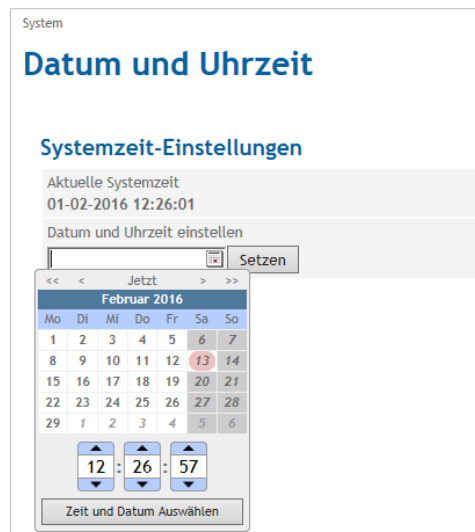 System
Datum und Uhrzeit
Systemzeit-Einstellungen
Aktuelle Systemzeit
01-02-2016 12:26:01
Datum und Uhrzeit einstellen
Setzen
<< < Jetzt > >>
Februar 2016
Mo Di Mi Do Fr Sa So
1 2 3 4 5 6 7
8 9 10 11 12 13 14
15 16 17 18 19 20 21
22 23 24 25 26 27 28
29 1 2 3 4 5 6
12 : 26 : 57
Zeit und Datum Auswählen